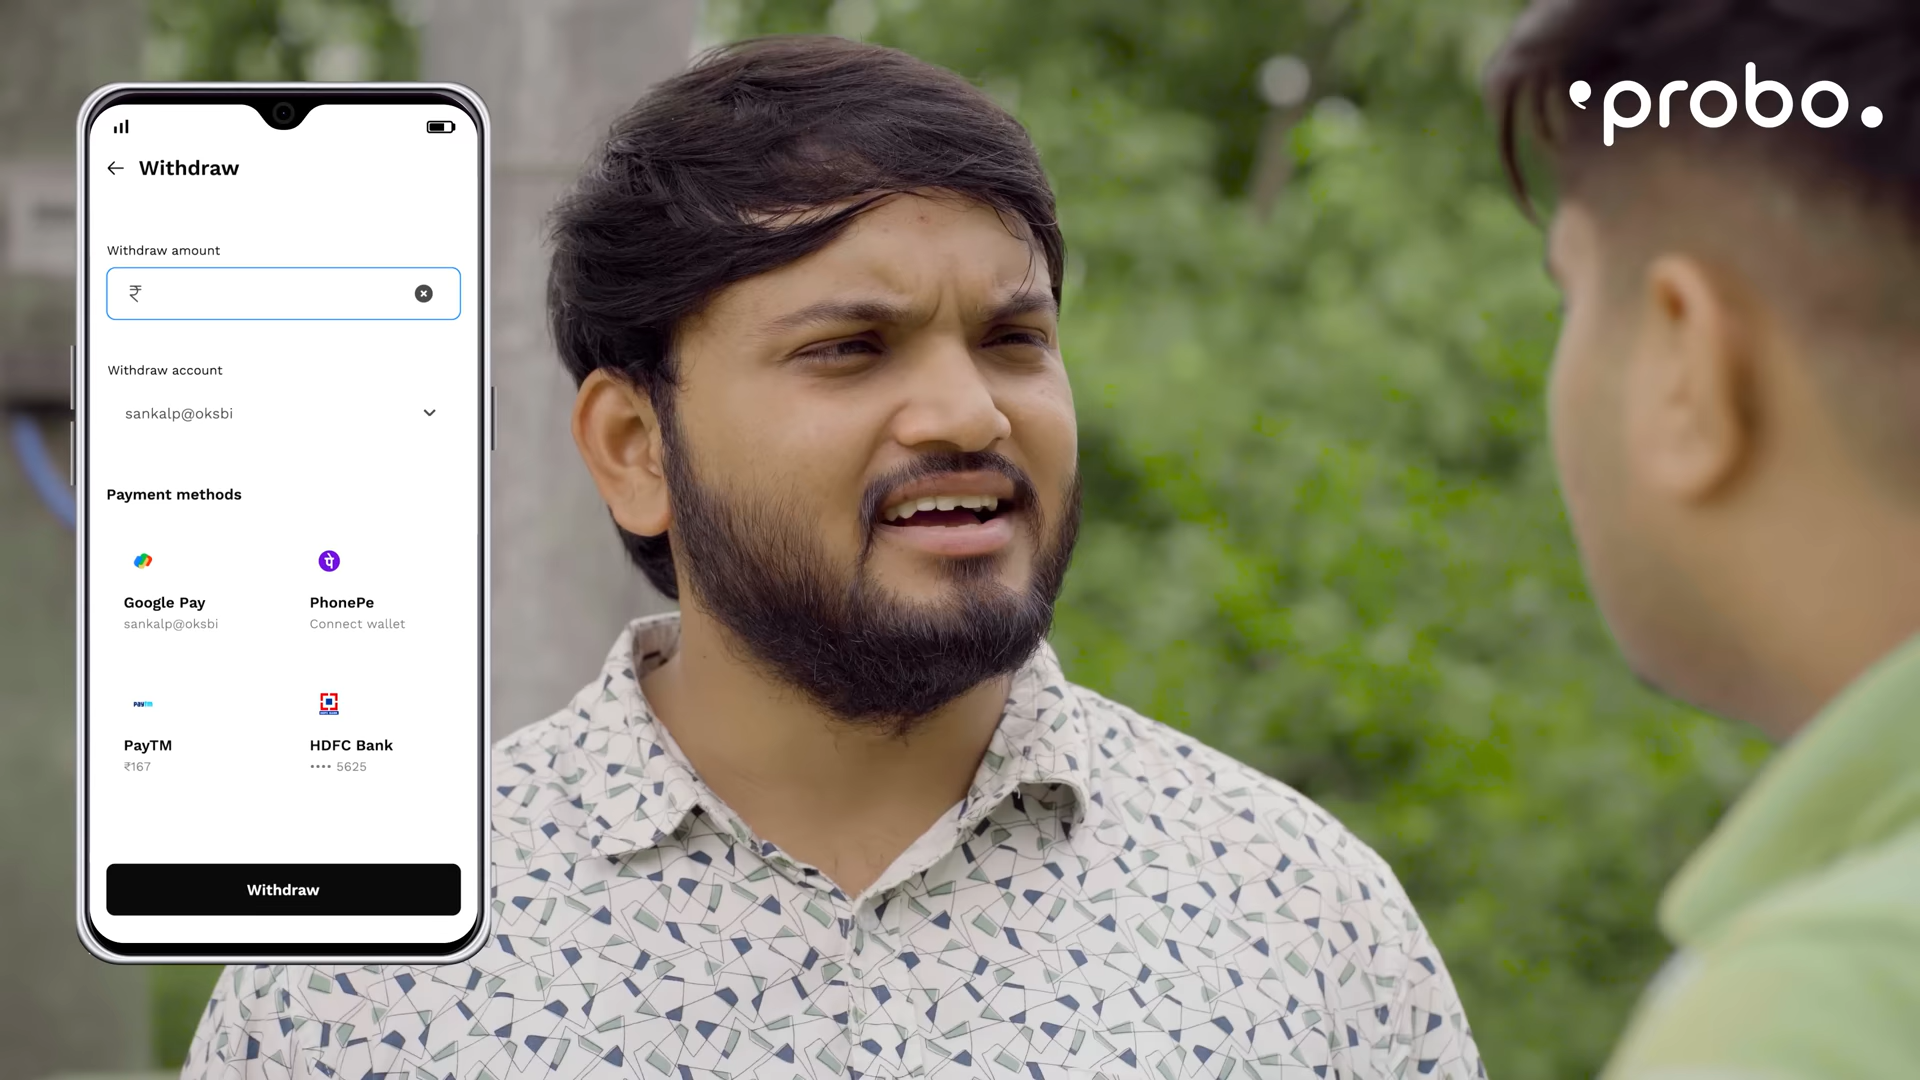 Withdraw
Withdraw amount
₹
Withdraw account
sankalp@oksbi
Payment methods
Google Pay
sankalp@oksbi
पे
PhonePe
Connect wallet
Paytm
PayTM
₹167
HDFC Bank
•••• 5625
Withdraw
probo.